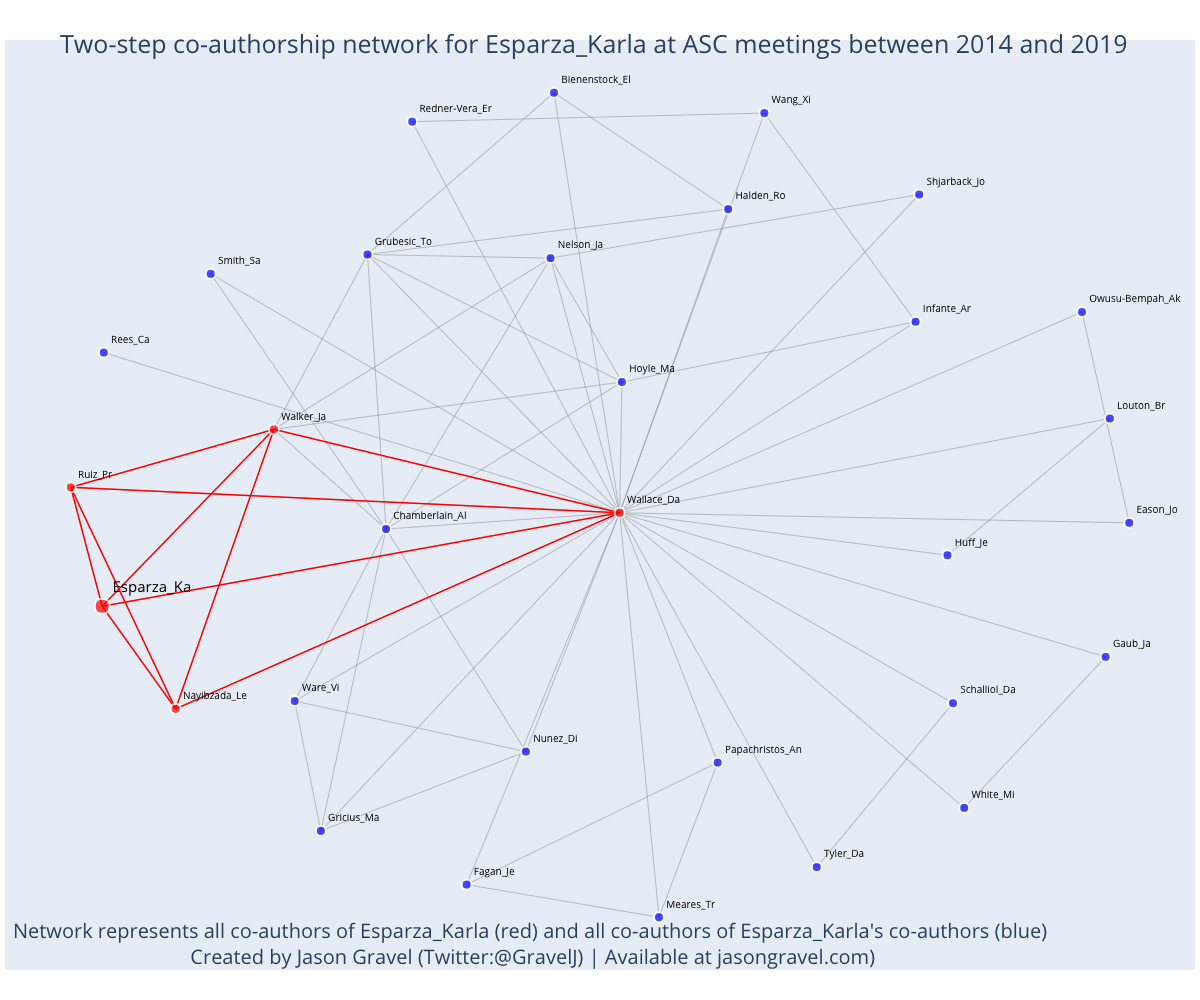 Two-step co-authorship network for Esparza_Karla at ASC meetings between 2014 and 2019
Bienenstock_El
Wang_Xi
Redner-Vera_Er
Shjarback_Jo
Halden_Ro
Grubesic_To
Nelson_Ja
Smith_Sa
Owusu-Bempah_Ak
Infante_Ar
Rees_Ca
Hoyle_Ma
Louton_Br
Walker_Ja
Ruiz_Pr
Wallace_Da
Eason_Jo
Chamberlain_Al
Huff_Je
Esparza_Ka
Gaub_Ja
Ware_Vi
Schalliol_Da
Nayibzada_Le
Nunez_Di
Papachristos_An
White_Mi
Gricius_Ma
Tyler_Da
Fagan_Je
Meares_Tr
Network represents all co-authors of Esparza_Karla (red) and all co-authors of Esparza_Karla's co-authors (blue)
Created by Jason Gravel (Twitter:@GravelJ) | Available at jasongravel.com)